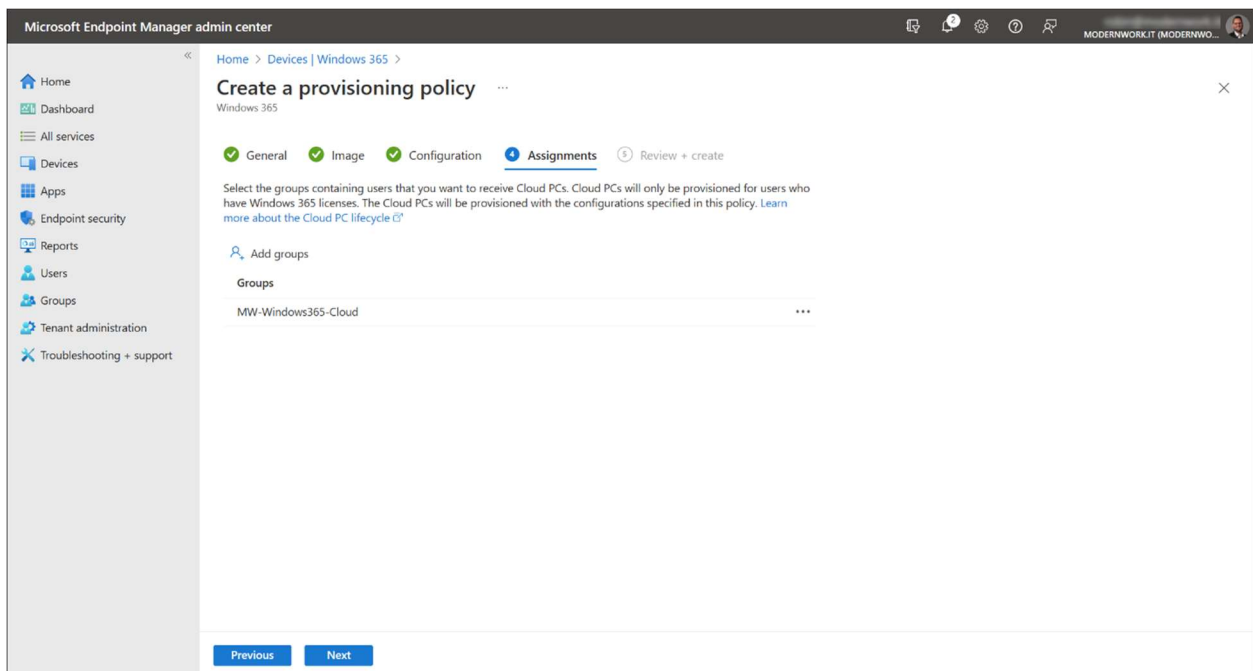 Microsoft Endpoint Manager admin center
2
MODERNWORK.IT (MODERNWO...
«
Home
Dashboard
All services
Devices
Apps
Endpoint security
Reports
Users
Groups
Tenant administration
Troubleshooting + support
Home > Devices | Windows 365 >
Create a provisioning policy ...
Windows 365
General Image Configuration 4 Assignments 5 Review + create
Select the groups containing users that you want to receive Cloud PCs. Cloud PCs will only be provisioned for users who
have Windows 365 licenses. The Cloud PCs will be provisioned with the configurations specified in this policy. Learn
more about the Cloud PC lifecycle
Add groups
Groups
MW-Windows365-Cloud ...
Previous Next